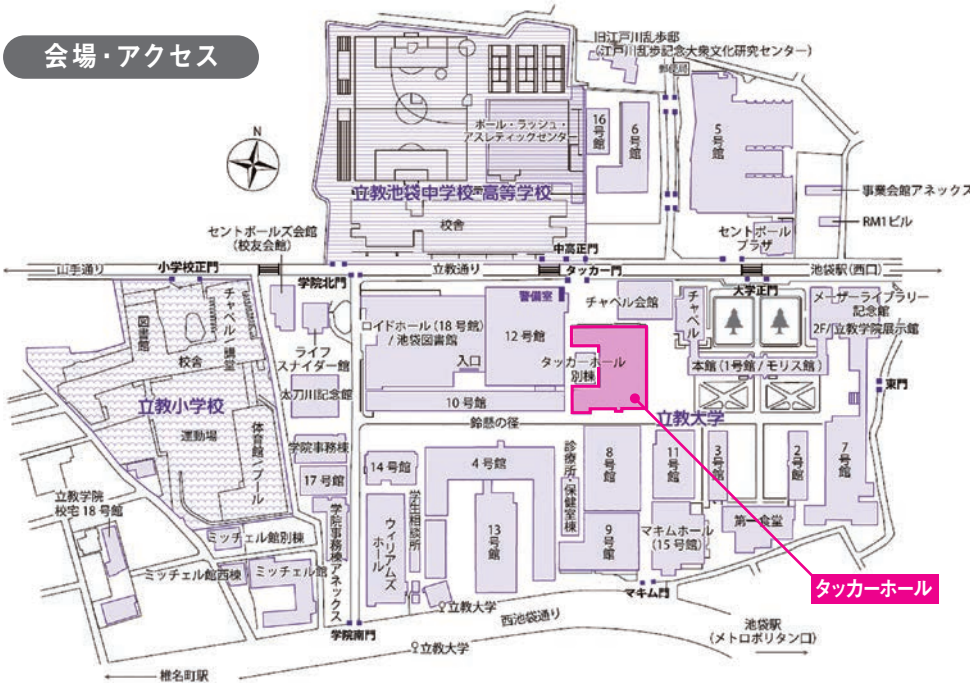 会場・アクセス
旧江戸川乱歩邸
(江戸川乱歩記念大衆文化研究センター)
郵便局
N
ポール・ラッシュ・
アスレティックセンター
16号館
6号館
5号館
立教池袋中学校・高等学校
校舎
事業会館アネックス
RM1ビル
セントポール
プラザ
セントポールズ会館
(校友会館)
中高正門
山手通り
小学校正門
学院北門
立教通り
タッカー門
池袋駅(西口)
大学正門
警備室
チャペル会館
チャペル
メーザーライブラリー
記念館
2F/立教学院展示館
図書館
チャペル/講堂
校舎
ライフ
スナイダー館
ロイドホール(18号館)
/池袋図書館
入口
12号館
タッカーホール
別棟
本館(1号館/モリス館)
東門
立教小学校
太刀川記念館
10号館
鈴懸の径
立教大学
運動場
体育館/プール
学院事務棟
17号館
14号館
4号館
診療所・保健室棟
8号館
11号館
3号館
2号館
7号館
立教学院
校宅18号館
学院事務棟アネックス
ウィリアムズ
ホール
学生相談所
13号館
9号館
マキムホール
(15号館)
第一食堂
ミッチェル館別棟
ミッチェル館西棟
ミッチェル館
マキム門
タッカーホール
立教大学
西池袋通り
学院南門
立教大学
池袋駅
(メトロポリタン口)
椎名町駅